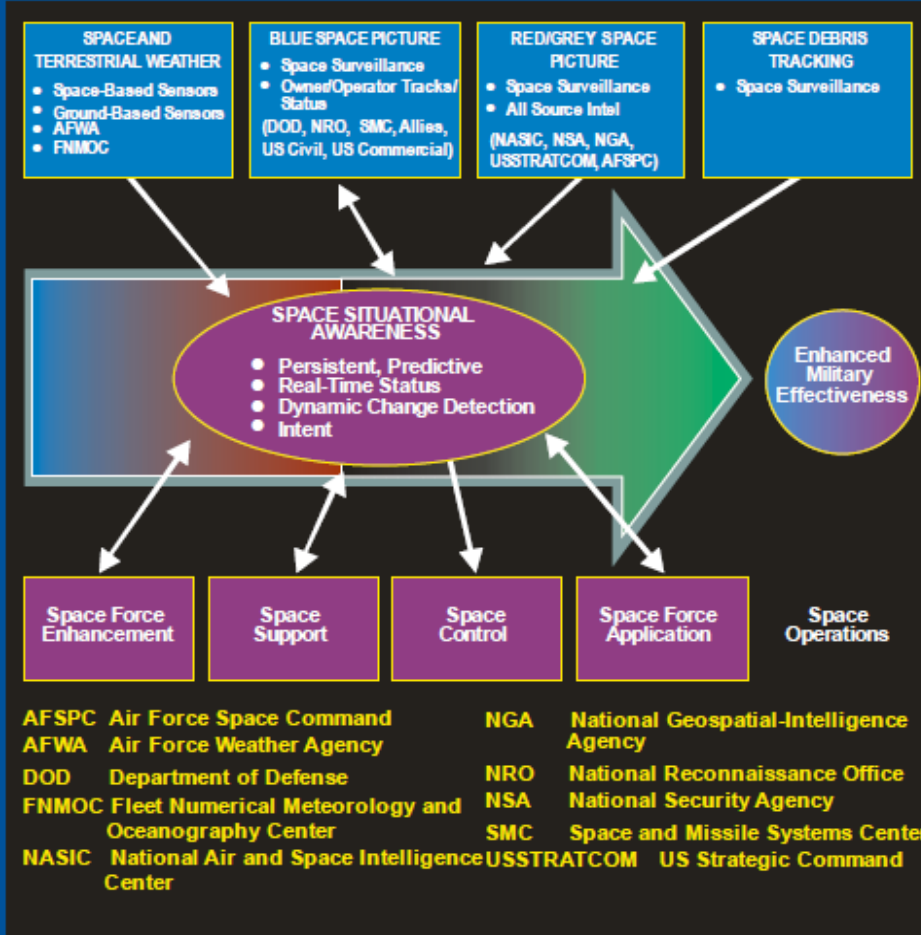 SPACEAND
TERRESTRIAL WEATHER
• Space-Based Sensors
• Ground-Based Sensors
• AFWA
• FNMOC
BLUE SPACE PICTURE
• Space Surveillance
• Owner/Operator Tracks/
Status
(DOD, NRO, SMC, Allies,
US Civil, US Commercial)
RED/GREY SPACE
PICTURE
• Space Surveillance
• All Source Intel
(NASIC, NSA, NGA,
USSTRATCOM, AFSPC)
SPACE DEBRIS
TRACKING
• Space Surveillance
SPACE SITUATIONAL
AWARENESS
• Persistent, Predictive
• Real-Time Status
• Dynamic Change Detection
• Intent
Enhanced
Military
Effectiveness
Space Force
Enhancement
Space
Support
Space
Control
Space Force
Application
Space
Operations
AFSPC Air Force Space Command
AFWA Air Force Weather Agency
DOD Department of Defense
FNMOC Fleet Numerical Meteorology and
Oceanography Center
NASIC National Air and Space Intelligence
Center
NGA National Geospatial-Intelligence
Agency
NRO National Reconnaissance Office
NSA National Security Agency
SMC Space and Missile Systems Center
USSTRATCOM US Strategic Command